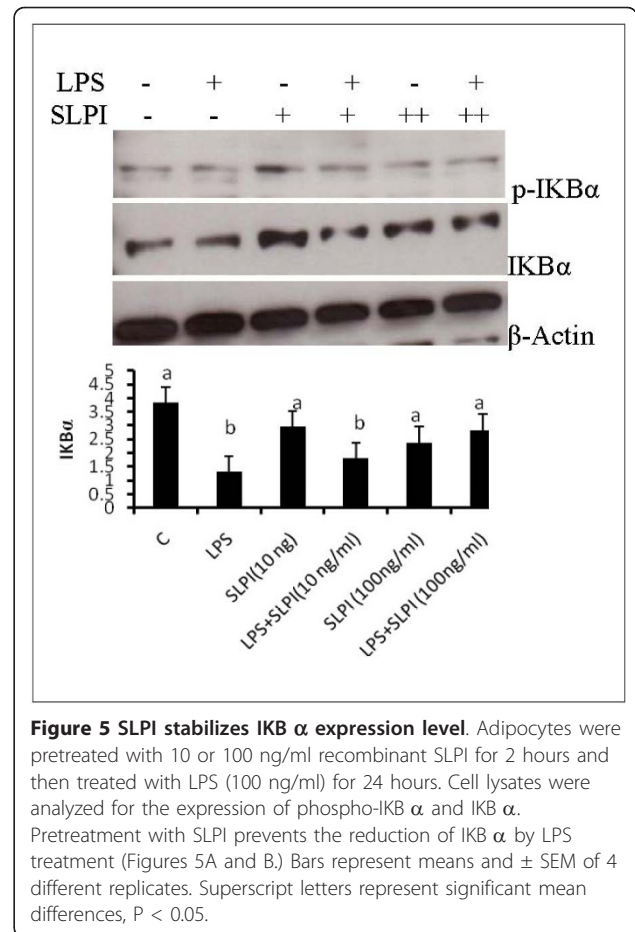 LPS - + - + - +
SLPI - - + + ++ ++
p-IKBα
IKBα
β-Actin
IKBα
5
4.5
4
3.5
3
2.5
2
1.5
1
0.5
0
a b a b a a
C
LPS
SLPI(10 ng)
LPS+SLPI(10 ng/ml)
SLPI (100ng/ml)
LPS+SLPI (100ng/ml)
Figure 5 SLPI stabilizes IKB α expression level. Adipocytes were
pretreated with 10 or 100 ng/ml recombinant SLPI for 2 hours and
then treated with LPS (100 ng/ml) for 24 hours. Cell lysates were
analyzed for the expression of phospho-IKB α and IKB α.
Pretreatment with SLPI prevents the reduction of IKB α by LPS
treatment (Figures 5A and B.) Bars represent means and ± SEM of 4
different replicates. Superscript letters represent significant mean
differences, P < 0.05.